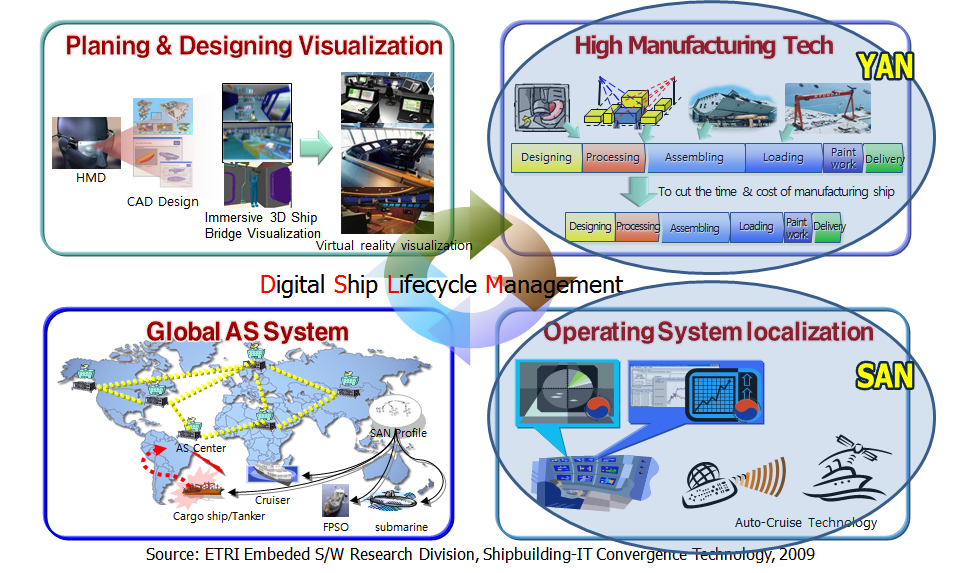 Planing & Designing Visualization
HMD
CAD Design
Immersive 3D Ship
Bridge Visualization
Virtual reality visualization
High Manufacturing Tech
YAN
Designing
Processing
Assembling
Loading
Paint
work
Delivery
To cut the time & cost of manufacturing ship
Designing
Processing
Assembling
Loading
Paint
work
Delivery
Digital Ship Lifecycle Management
Global AS System
SAN Profile
AS Center
Cruiser
Cargo ship/Tanker
FPSO
submarine
Operating System localization
SAN
Auto-Cruise Technology
Source: ETRI Embeded S/W Research Division, Shipbuilding-IT Convergence Technology, 2009